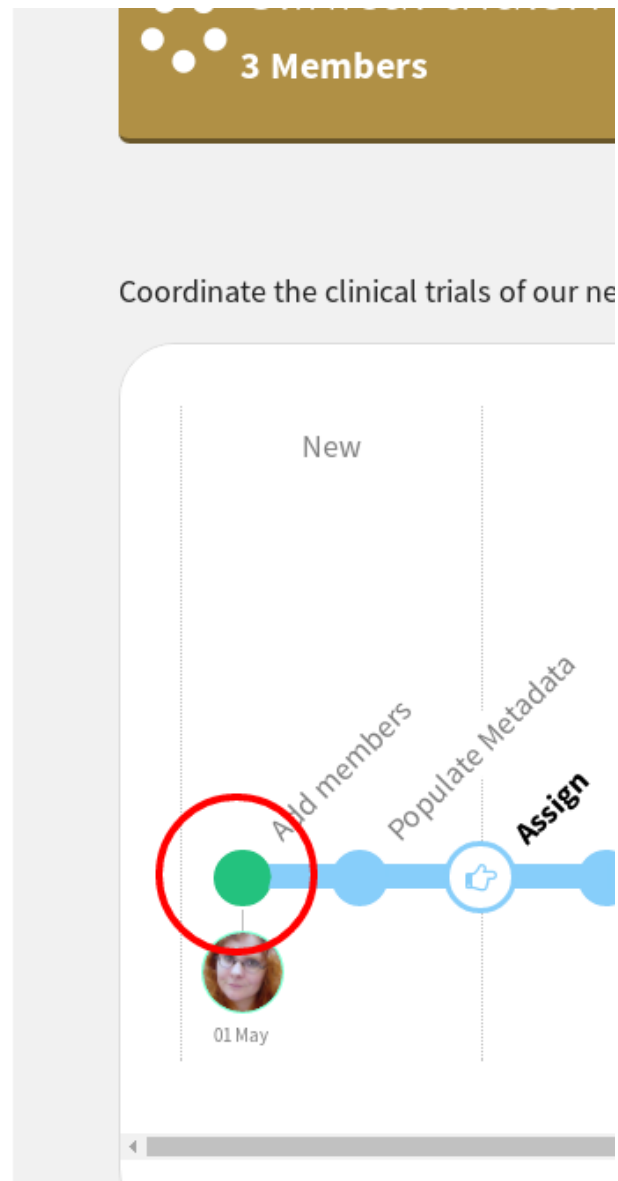 3 Members
Coordinate the clinical trials of our ne
New
Add members
Populate Metadata
Assign
01 May